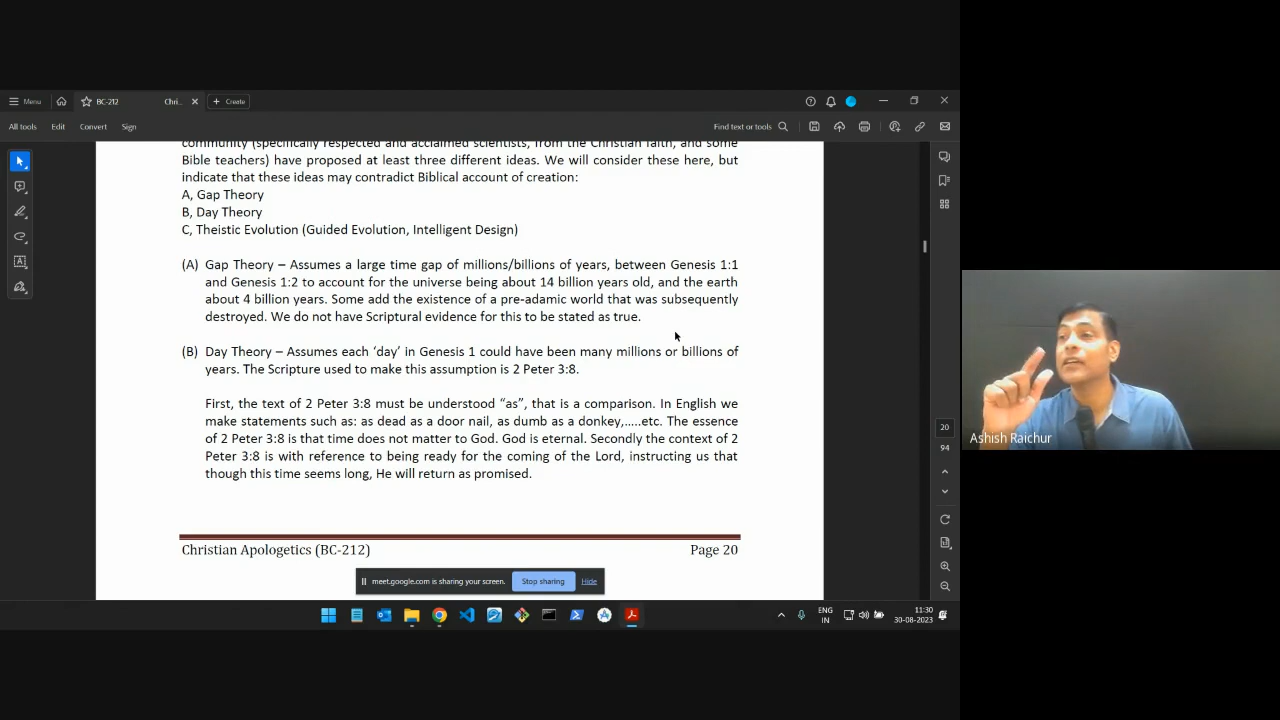 Menu
BC-212
Chri...
Create
All tools
Edit
Convert
Sign
Find text or tools
community (specifically respected and acclaimed scientists, from the Christian faith, and some
Bible teachers) have proposed at least three different ideas. We will consider these here, but
indicate that these ideas may contradict Biblical account of creation:
A, Gap Theory
B, Day Theory
C, Theistic Evolution (Guided Evolution, Intelligent Design)
(A) Gap Theory – Assumes a large time gap of millions/billions of years, between Genesis 1:1
and Genesis 1:2 to account for the universe being about 14 billion years old, and the earth
about 4 billion years. Some add the existence of a pre-adamic world that was subsequently
destroyed. We do not have Scriptural evidence for this to be stated as true.
(B) Day Theory – Assumes each ‘day’ in Genesis 1 could have been many millions or billions of
years. The Scripture used to make this assumption is 2 Peter 3:8.
First, the text of 2 Peter 3:8 must be understood “as”, that is a comparison. In English we
make statements such as: as dead as a door nail, as dumb as a donkey,.....etc. The essence
of 2 Peter 3:8 is that time does not matter to God. God is eternal. Secondly the context of 2
Peter 3:8 is with reference to being ready for the coming of the Lord, instructing us that
though this time seems long, He will return as promised.
Christian Apologetics (BC-212)
Page 20
20
94
Ashish Raichur
meet.google.com is sharing your screen.
Stop sharing
Hide
ENG
IN
11:30
30-08-2023